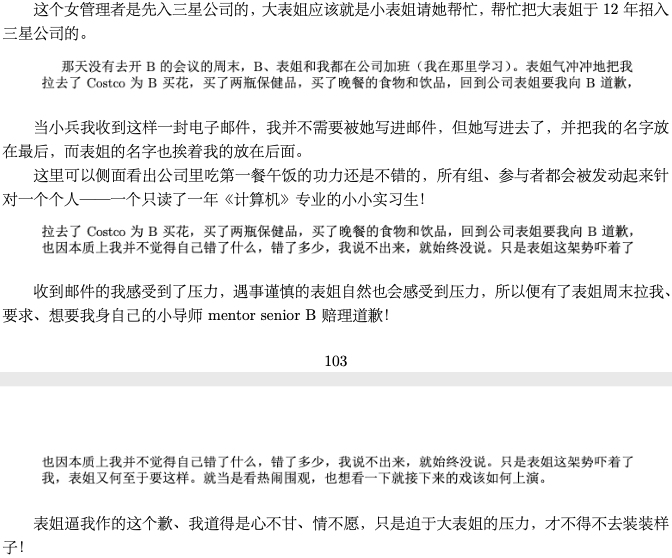 这个女管理者是先入三星公司的，大表姐应该就是小表姐请她帮忙，帮忙把大表姐于 12 年招入
三星公司的。
那天没有去开 B 的会议的周末，B、表姐和我都在公司加班（我在那里学习）。表姐气冲冲地把我
拉去了 Costco 为 B 买花，买了两瓶保健品，买了晚餐的食物和饮品，回到公司表姐要我向 B 道歉，
当小兵我收到这样一封电子邮件，我并不需要被她写进邮件，但她写进去了，并把我的名字放
在最后，而表姐的名字也挨着我的放在后面。
这里可以侧面看出公司里吃第一餐午饭的功力还是不错的，所有组、参与者都会被发动起来针
对一个个人——一个只读了一年《计算机》专业的小小实习生！
拉去了 Costco 为 B 买花，买了两瓶保健品，买了晚餐的食物和饮品，回到公司表姐要我向 B 道歉，
也因本质上我并不觉得自己错了什么，错了多少，我说不出来，就始终没说。只是表姐这架势吓着了
收到邮件的我感受到了压力，遇事谨慎的表姐自然也会感受到压力，所以便有了表姐周末拉我、
要求、想要我身自己的小导师 mentor senior B 赔理道歉！
103
也因本质上我并不觉得自己错了什么，错了多少，我说不出来，就始终没说。只是表姐这架势吓着了
我，表姐又何至于要这样。就当是看热闹围观，也想看一下就接下来的戏该如何上演。
表姐逼我作的这个歉、我道得是心不甘、情不愿，只是迫于大表姐的压力，才不得不去装装样
子！